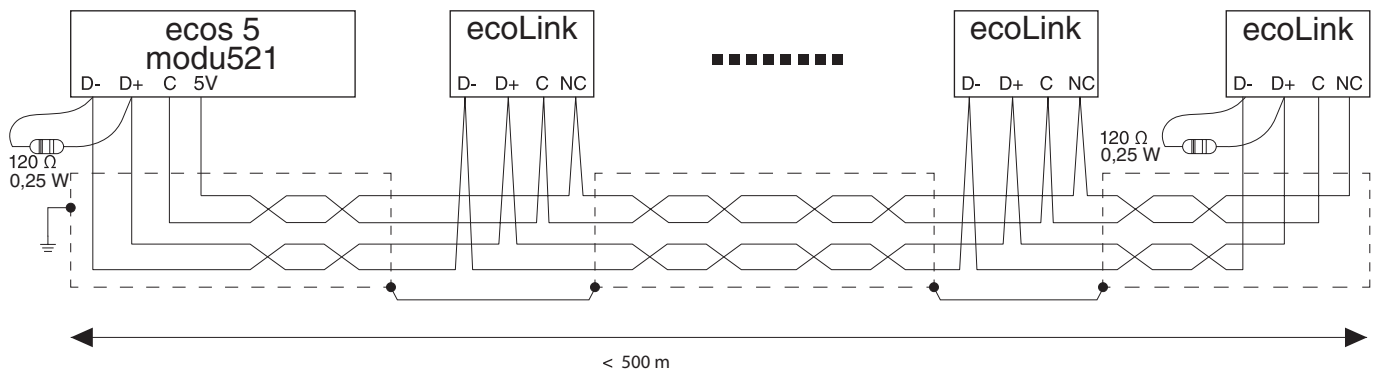 ecos 5
modu521
D- D+ C 5V
ecoLink
D- D+ C NC
ecoLink
D- D+ C NC
ecoLink
D- D+ C NC
120 Ω
0,25 W
120 Ω
0,25 W
< 500 m